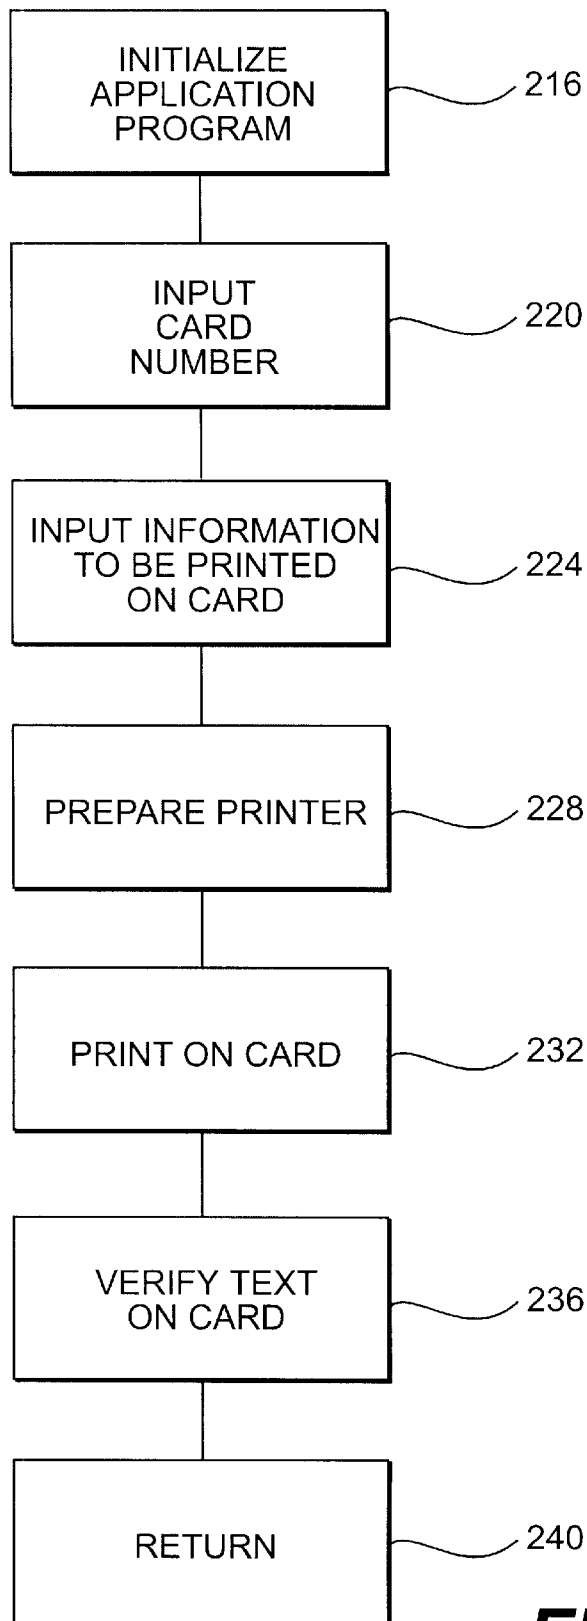 INITIALIZE
APPLICATION
PROGRAM
216
INPUT
CARD
NUMBER
220
INPUT INFORMATION
TO BE PRINTED
ON CARD
224
PREPARE PRINTER
228
PRINT ON CARD
232
VERIFY TEXT
ON CARD
236
RETURN
240